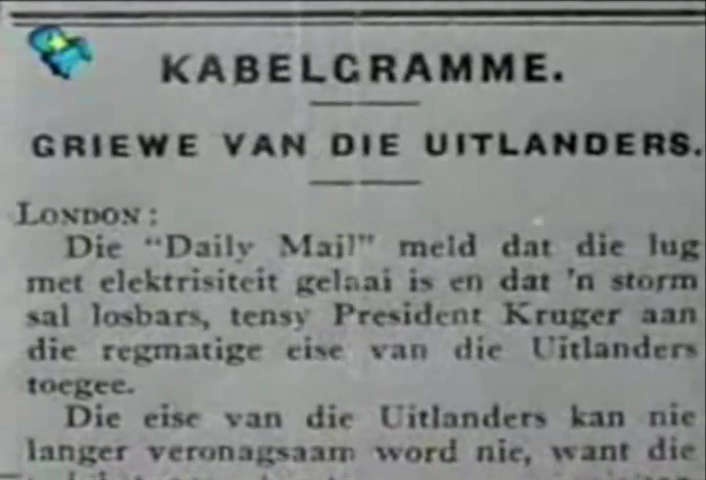 KABELGRAMME.
GRIEWE VAN DIE UITLANDERS.
LONDON:
Die "Daily Mail" meld dat die lug
met elektrisiteit gelaai is en dat 'n storm
sal losbars, tensy President Kruger aan
die regmatige eise van die Uitlanders
toegee.
Die eise van die Uitlanders kan nie
langer veronagsaam word nie, want die